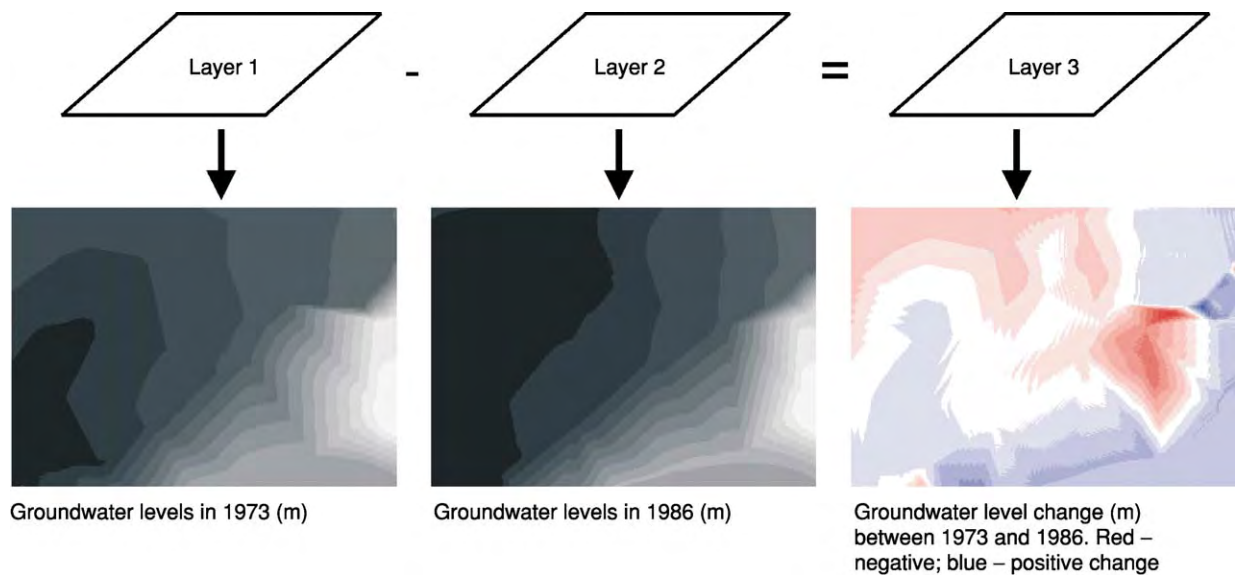 Layer 1
-
Layer 2
=
Layer 3
Groundwater levels in 1973 (m)
Groundwater levels in 1986 (m)
Groundwater level change (m)
between 1973 and 1986. Red –
negative; blue – positive change